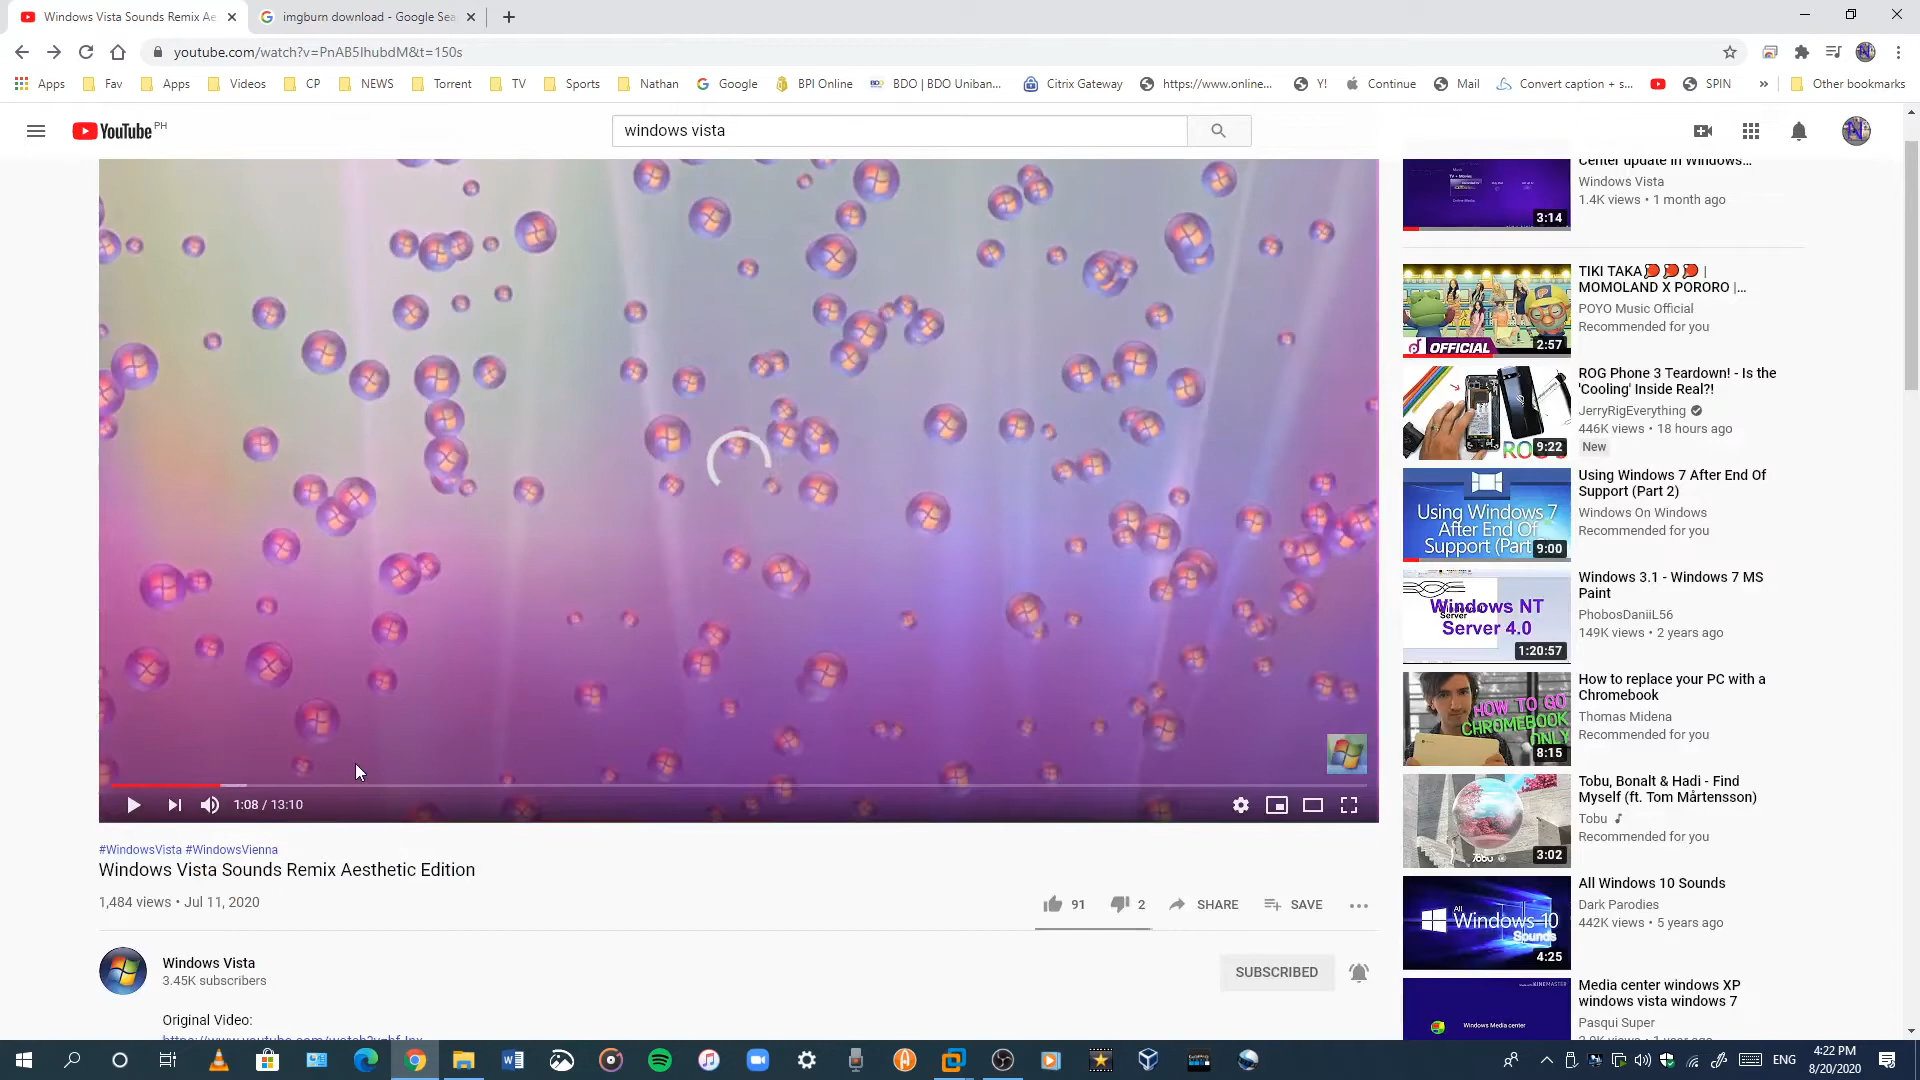 Windows Vista Sounds Remix Ae
imgburn download - Google Sea
youtube.com/watch?v=PnAB5IhubdM&t=150s
Apps
Fav
Apps
Videos
CP
NEWS
Torrent
TV
Sports
Nathan
Google
BPI Online
BDO | BDO Uniban...
Citrix Gateway
https://www.online...
Y!
Continue
Mail
Convert caption + s...
SPIN
»
Other bookmarks
YouTube PH
windows vista
Center update in Windows...
Windows Vista
1.4K views • 1 month ago
3:14
TIKI TAKA🏓🏓🏓 |
MOMOLAND X PORORO |...
POYO Music Official
Recommended for you
OFFICIAL
2:57
ROG Phone 3 Teardown! - Is the
'Cooling' Inside Real?!
JerryRigEverything
446K views • 18 hours ago
New
9:22
Using Windows 7 After End Of
Support (Part 2)
Windows On Windows
Recommended for you
Using Windows 7
After End Of
Support (Part
9:00
Windows 3.1 - Windows 7 MS
Paint
PhobosDaniiL56
149K views • 2 years ago
Windows NT
Server 4.0
1:20:57
How to replace your PC with a
Chromebook
Thomas Midena
Recommended for you
HOW TO GO
CHROMEBOOK
ONLY
8:15
Tobu, Bonalt & Hadi - Find
Myself (ft. Tom Mårtensson)
Tobu
Recommended for you
3:02
All Windows 10 Sounds
Dark Parodies
442K views • 5 years ago
All
Windows 10
Sounds
4:25
Media center windows XP
windows vista windows 7
Pasqui Super
Windows Media center
1:08 / 13:10
#WindowsVista #WindowsVienna
Windows Vista Sounds Remix Aesthetic Edition
1,484 views • Jul 11, 2020
91
2
SHARE
SAVE
Windows Vista
3.45K subscribers
SUBSCRIBED
Original Video:
ENG
4:22 PM
8/20/2020